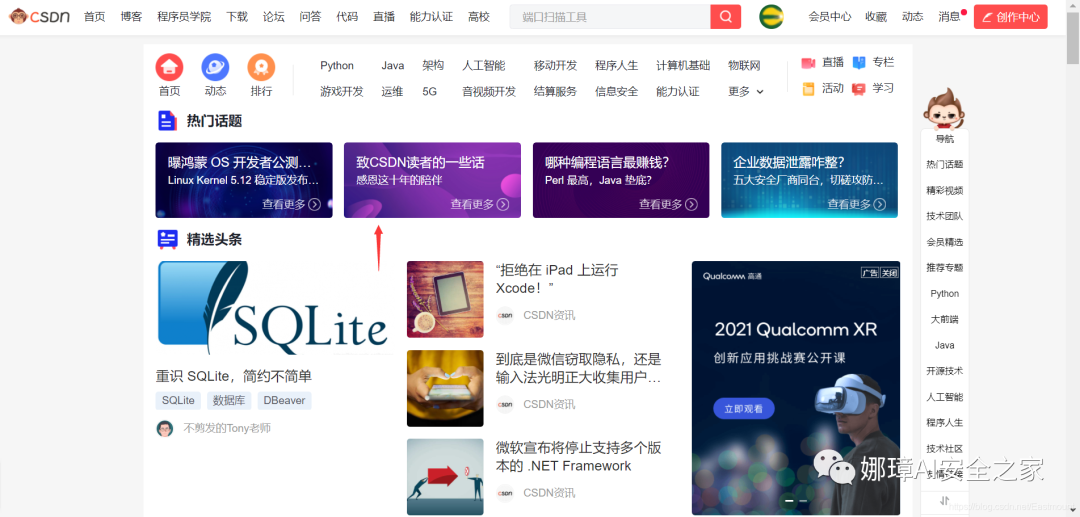 CSDN 首页 博客 程序员学院 下载 论坛 问答 代码 直播 能力认证 高校 端口扫描工具 会员中心 收藏 动态 消息 创作中心
首页 动态 排行
Python Java 架构 人工智能 移动开发 程序人生 计算机基础 物联网
游戏开发 运维 5G 音视频开发 结算服务 信息安全 能力认证 更多
直播 专栏
活动 学习
热门话题
曝鸿蒙 OS 开发者公测…
Linux Kernel 5.12 稳定版发布…
查看更多
致CSDN读者的一些话
感恩这十年的陪伴
查看更多
哪种编程语言最赚钱?
Perl 最高，Java 垫底?
查看更多
企业数据泄露咋整?
五大安全厂商同台，切磋攻防…
查看更多
精选头条
SQLite
重识 SQLite，简约不简单
SQLite 数据库 DBeaver
不剪发的Tony老师
“拒绝在 iPad 上运行
Xcode！”
CSDN CSDN资讯
到底是微信窃取隐私，还是
输入法光明正大收集用户…
CSDN CSDN资讯
微软宣布将停止支持多个版
本的 .NET Framework
CSDN CSDN资讯
Qualcomm 高通
广告 关闭
2021 Qualcomm XR
创新应用挑战赛公开课
立即观看
导航
热门话题
精彩视频
技术团队
会员精选
推荐专题
Python
大前端
Java
开源技术
人工智能
程序人生
技术社区
娜璋AI安全之家